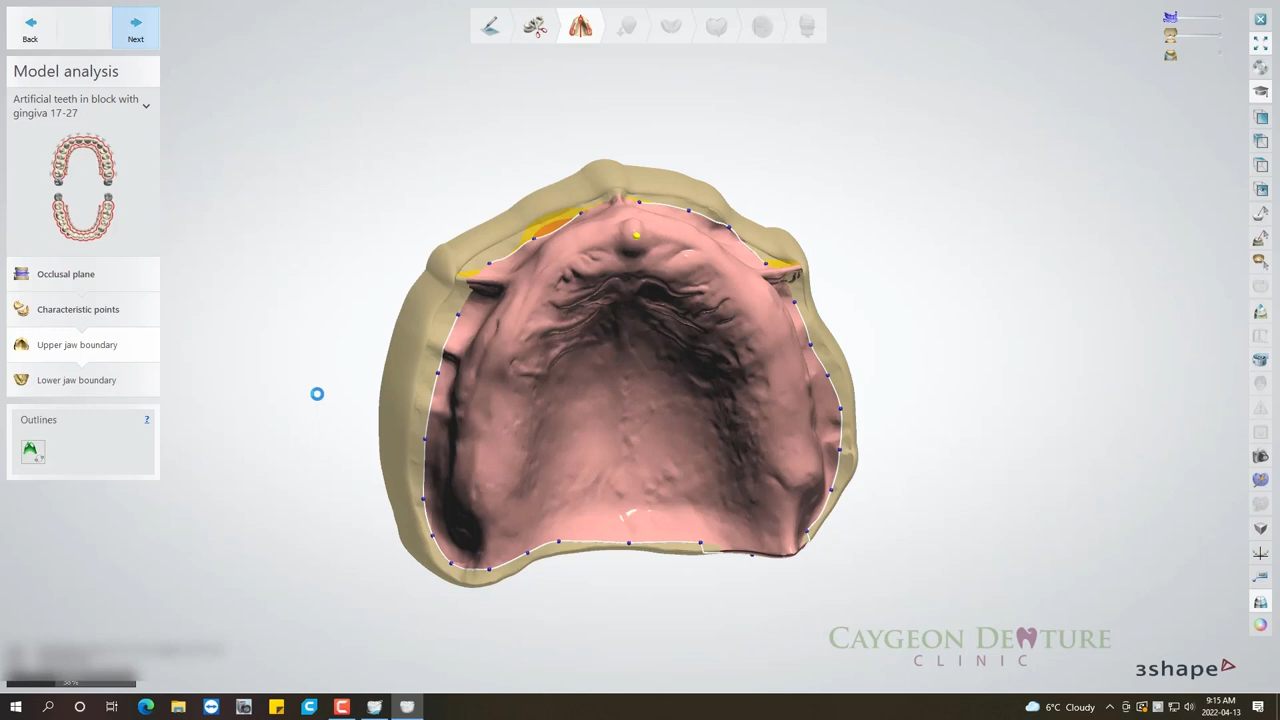 Back
Next
Model analysis
Artificial teeth in block with
gingiva 17-27
Occlusal plane
Characteristic points
Upper jaw boundary
Lower jaw boundary
Outlines
?
CAYGEON DENTURE
CLINIC
3shape
6°C Cloudy
9:15 AM
2022-04-13